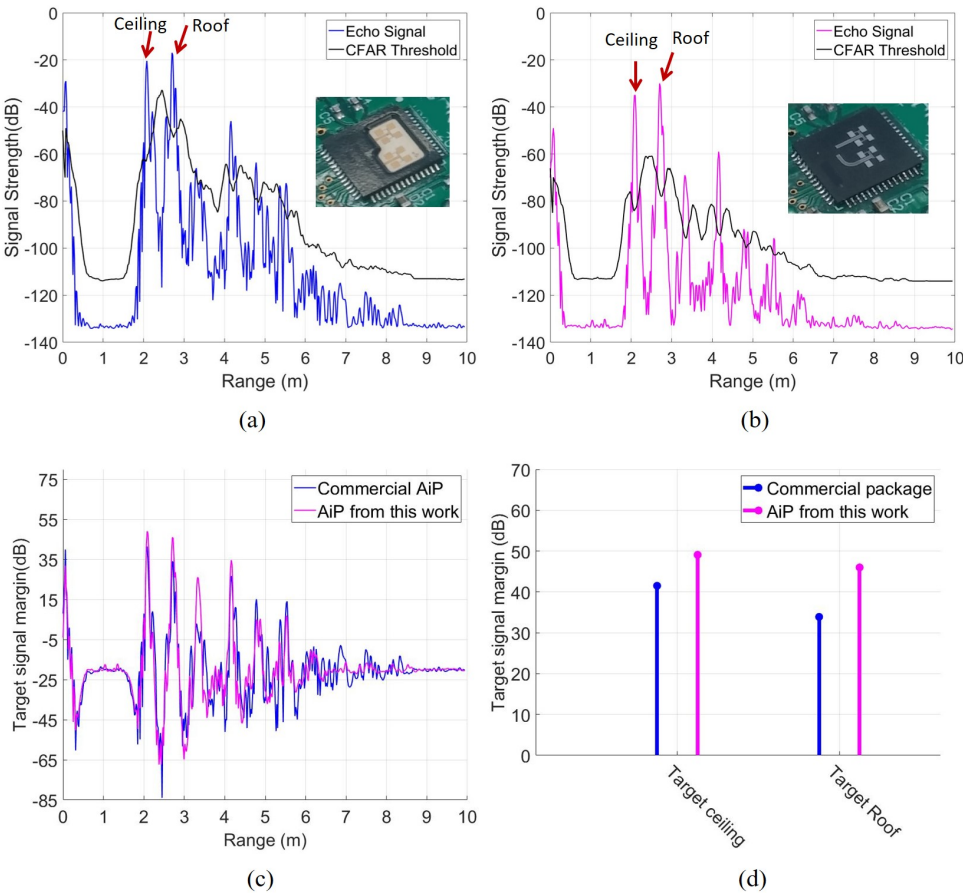 Ceiling
Roof
Echo Signal
CFAR Threshold
Signal Strength(dB)
0
-20
-40
-60
-80
-100
-120
-140
0 1 2 3 4 5 6 7 8 9 10
Range (m)
(a)
Ceiling
Roof
Echo Signal
CFAR Threshold
Signal Strength(dB)
0
-20
-40
-60
-80
-100
-120
-140
0 1 2 3 4 5 6 7 8 9 10
Range (m)
(b)
Commercial AiP
AiP from this work
Target signal margin(dB)
75
55
35
15
-5
-25
-45
-65
-85
0 1 2 3 4 5 6 7 8 9 10
Range (m)
(c)
Commercial package
AiP from this work
Target signal margin (dB)
70
60
50
40
30
20
10
0
Target ceiling
Target Roof
(d)